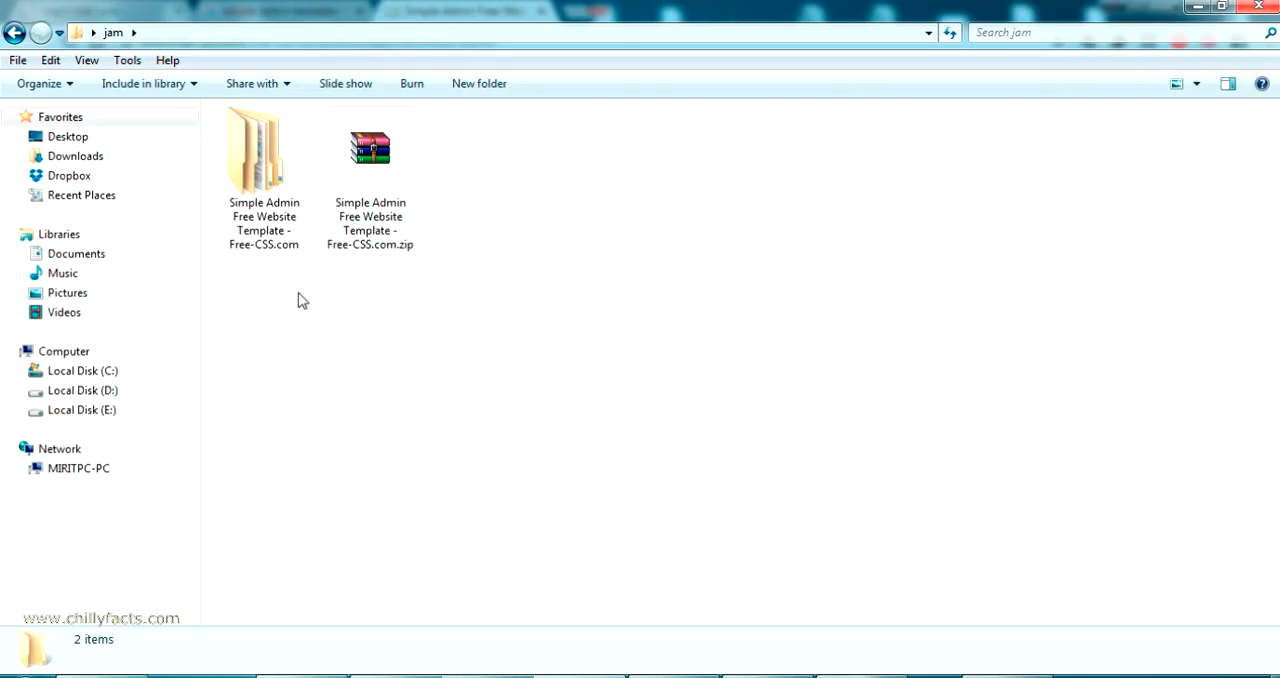 jam
Search jam
File Edit View Tools Help
Organize Include in library Share with Slide show Burn New folder
Favorites
Desktop
Downloads
Dropbox
Recent Places
Libraries
Documents
Music
Pictures
Videos
Computer
Local Disk (C:)
Local Disk (D:)
Local Disk (E:)
Network
MIRITPC-PC
Simple Admin
Free Website
Template -
Free-CSS.com
Simple Admin
Free Website
Template -
Free-CSS.com.zip
www.chillyfacts.com
2 items